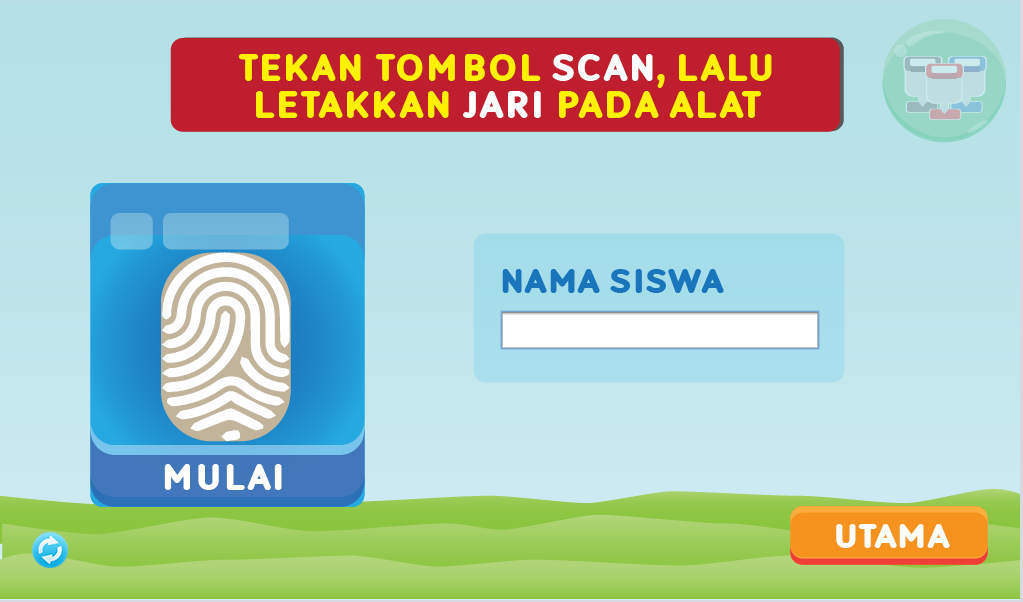 TEKAN TOMBOL SCAN, LALU
LETAKKAN JARI PADA ALAT
NAMA SISWA
MULAI
UTAMA